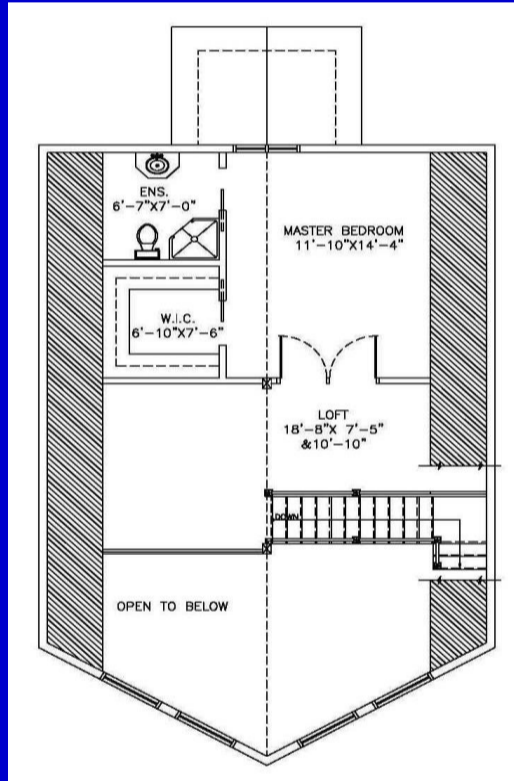 ENS.
6'-7"X7'-0"
MASTER BEDROOM
11'-10"X14'-4"
W.I.C.
6'-10"X7'-6"
LOFT
18'-8"X 7'-5"
&10'-10"
DOWN
OPEN TO BELOW